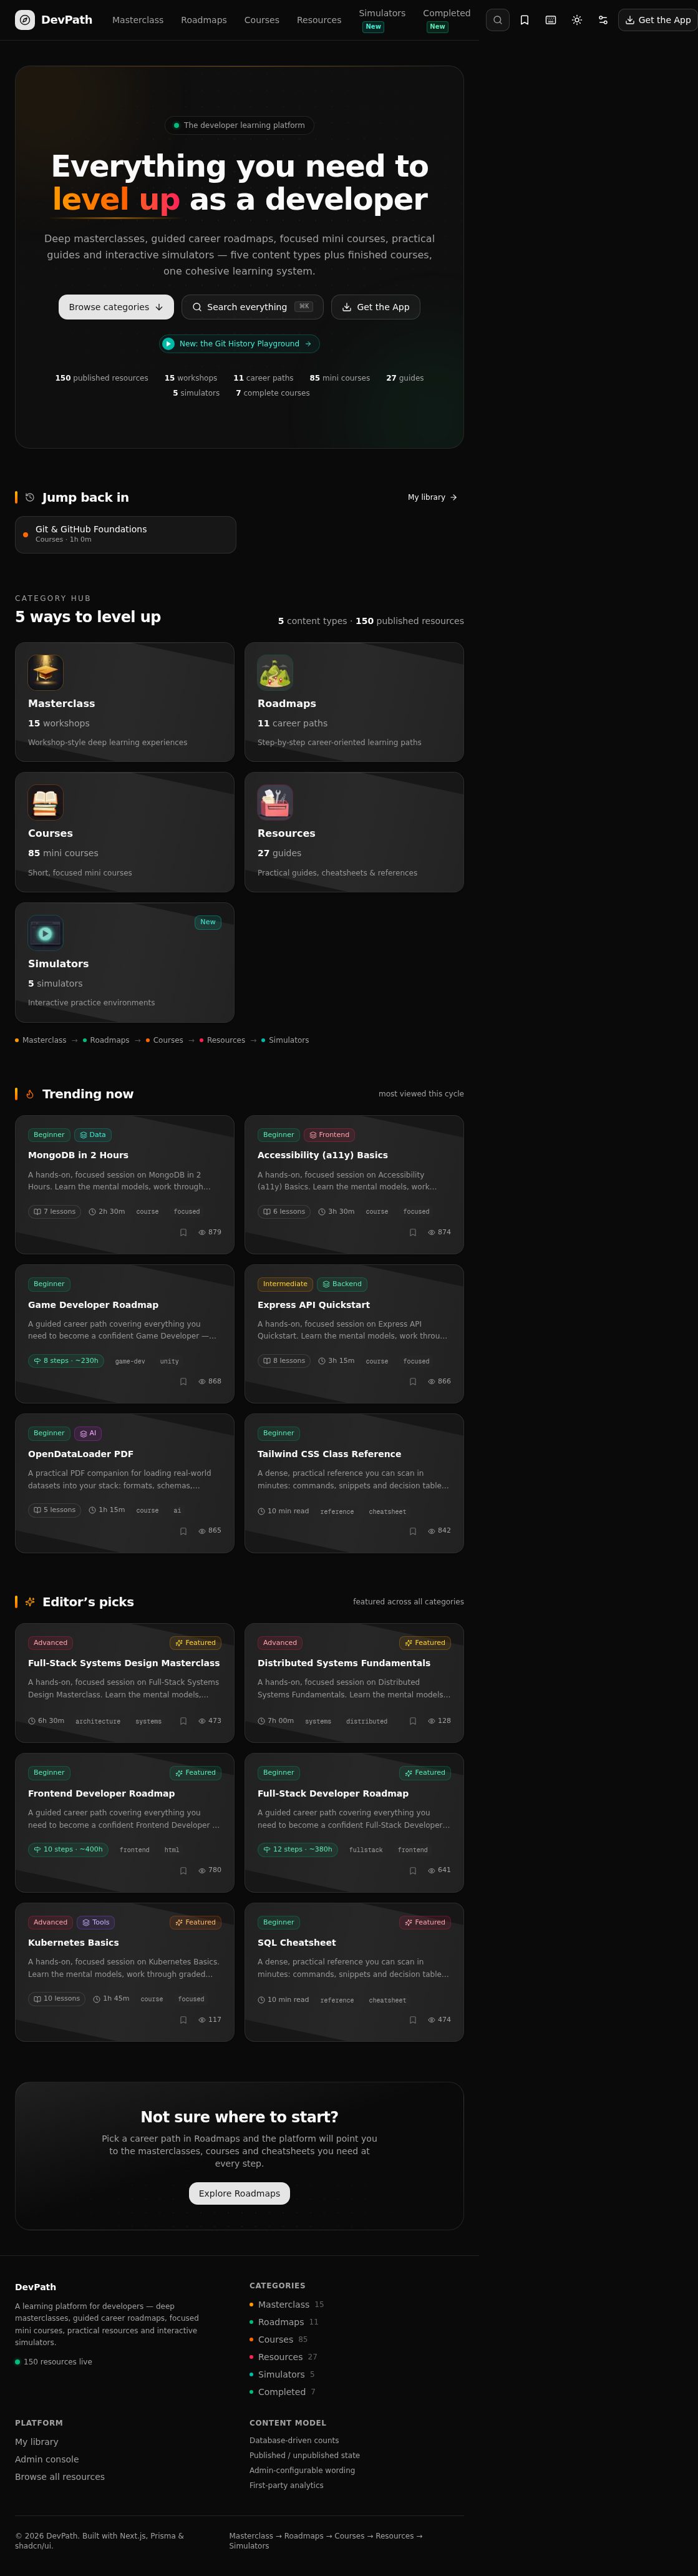 DevPath Masterclass Roadmaps Courses Resources Simulators New Completed New Get the App
The developer learning platform
Everything you need to
level up as a developer
Deep masterclasses, guided career roadmaps, focused mini courses, practical
guides and interactive simulators — five content types plus finished courses,
one cohesive learning system.
Browse categories ↓ Search everything ⌘K Get the App
New: the Git History Playground →
150 published resources 15 workshops 11 career paths 85 mini courses 27 guides
5 simulators 7 complete courses
Jump back in My library →
Git & GitHub Foundations
Courses · 1h 0m
CATEGORY HUB
5 ways to level up 5 content types · 150 published resources
Masterclass
15 workshops
Workshop-style deep learning experiences
Roadmaps
11 career paths
Step-by-step career-oriented learning paths
Courses
85 mini courses
Short, focused mini courses
Resources
27 guides
Practical guides, cheatsheets & references
New
Simulators
5 simulators
Interactive practice environments
Masterclass → Roadmaps → Courses → Resources → Simulators
Trending now most viewed this cycle
Beginner Data
MongoDB in 2 Hours
A hands-on, focused session on MongoDB in 2
Hours. Learn the mental models, work through…
7 lessons 2h 30m course focused
879
Beginner Frontend
Accessibility (a11y) Basics
A hands-on, focused session on Accessibility
(a11y) Basics. Learn the mental models, work…
6 lessons 3h 30m course focused
874
Beginner
Game Developer Roadmap
A guided career path covering everything you
need to become a confident Game Developer —…
8 steps · ~230h game-dev unity
868
Intermediate Backend
Express API Quickstart
A hands-on, focused session on Express API
Quickstart. Learn the mental models, work throu…
8 lessons 3h 15m course focused
866
Beginner AI
OpenDataLoader PDF
A practical PDF companion for loading real-world
datasets into your stack: formats, schemas,…
5 lessons 1h 15m course ai
865
Beginner
Tailwind CSS Class Reference
A dense, practical reference you can scan in
minutes: commands, snippets and decision table…
10 min read reference cheatsheet
842
Editor’s picks featured across all categories
Advanced Featured
Full-Stack Systems Design Masterclass
A hands-on, focused session on Full-Stack Systems
Design Masterclass. Learn the mental models,…
6h 30m architecture systems 473
Advanced Featured
Distributed Systems Fundamentals
A hands-on, focused session on Distributed
Systems Fundamentals. Learn the mental models…
7h 00m systems distributed 128
Beginner Featured
Frontend Developer Roadmap
A guided career path covering everything you
need to become a confident Frontend Developer …
10 steps · ~400h frontend html
780
Beginner Featured
Full-Stack Developer Roadmap
A guided career path covering everything you
need to become a confident Full-Stack Developer…
12 steps · ~380h fullstack frontend
641
Advanced Tools Featured
Kubernetes Basics
A hands-on, focused session on Kubernetes Basics.
Learn the mental models, work through graded…
10 lessons 1h 45m course focused
117
Beginner Featured
SQL Cheatsheet
A dense, practical reference you can scan in
minutes: commands, snippets and decision table…
10 min read reference cheatsheet
474
Not sure where to start?
Pick a career path in Roadmaps and the platform will point you
to the masterclasses, courses and cheatsheets you need at
every step.
Explore Roadmaps
DevPath
A learning platform for developers — deep
masterclasses, guided career roadmaps, focused
mini courses, practical resources and interactive
simulators.
150 resources live
CATEGORIES
Masterclass 15
Roadmaps 11
Courses 85
Resources 27
Simulators 5
Completed 7
PLATFORM
My library
Admin console
Browse all resources
CONTENT MODEL
Database-driven counts
Published / unpublished state
Admin-configurable wording
First-party analytics
© 2026 DevPath. Built with Next.js, Prisma &
shadcn/ui.
Masterclass → Roadmaps → Courses → Resources →
Simulators